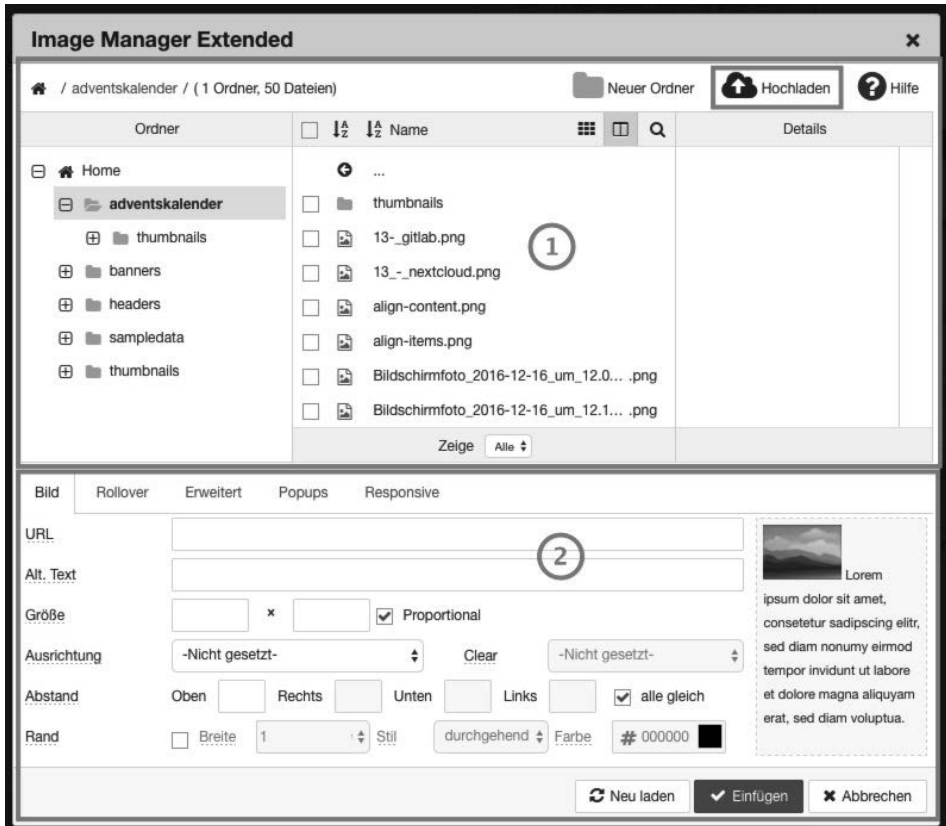 Image Manager Extended ×
/ adventskalender / ( 1 Ordner, 50 Dateien) Neuer Ordner Hochladen ? Hilfe
Ordner
Name
Details
Home
adventskalender
thumbnails
banners
headers
sampledata
thumbnails
...
thumbnails
13-_gitlab.png
13_-_nextcloud.png
align-content.png
align-items.png
Bildschirmfoto_2016-12-16_um_12.0... .png
Bildschirmfoto_2016-12-16_um_12.1... .png
Zeige Alle
1
Bild Rollover Erweitert Popups Responsive
URL
Alt. Text
Größe × Proportional
Ausrichtung -Nicht gesetzt- Clear -Nicht gesetzt-
Abstand Oben Rechts Unten Links alle gleich
Rand Breite 1 Stil durchgehend Farbe # 000000
2
Lorem
ipsum dolor sit amet,
consetetur sadipscing elitr,
sed diam nonumy eirmod
tempor invidunt ut labore
et dolore magna aliquyam
erat, sed diam voluptua.
Neu laden Einfügen Abbrechen